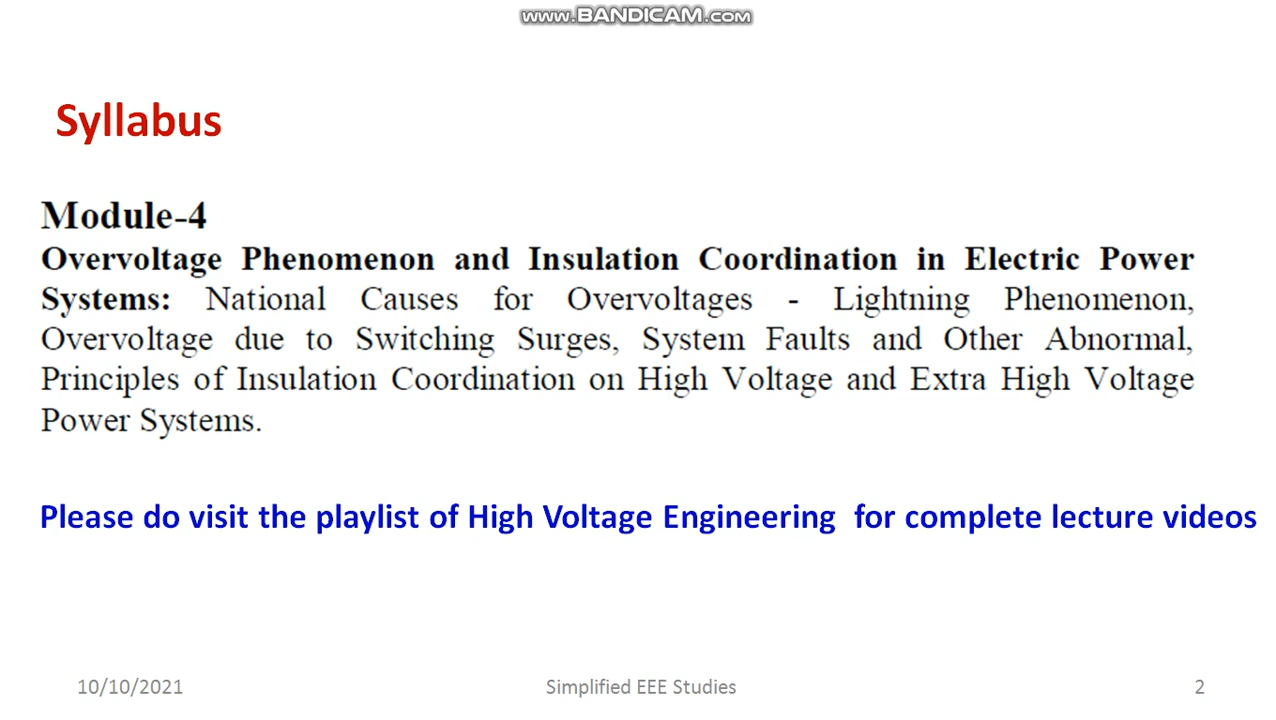 www.BANDICAM.com
Syllabus
Module-4
Overvoltage Phenomenon and Insulation Coordination in Electric Power
Systems: National Causes for Overvoltages - Lightning Phenomenon,
Overvoltage due to Switching Surges, System Faults and Other Abnormal,
Principles of Insulation Coordination on High Voltage and Extra High Voltage
Power Systems.
Please do visit the playlist of High Voltage Engineering for complete lecture videos
10/10/2021
Simplified EEE Studies
2